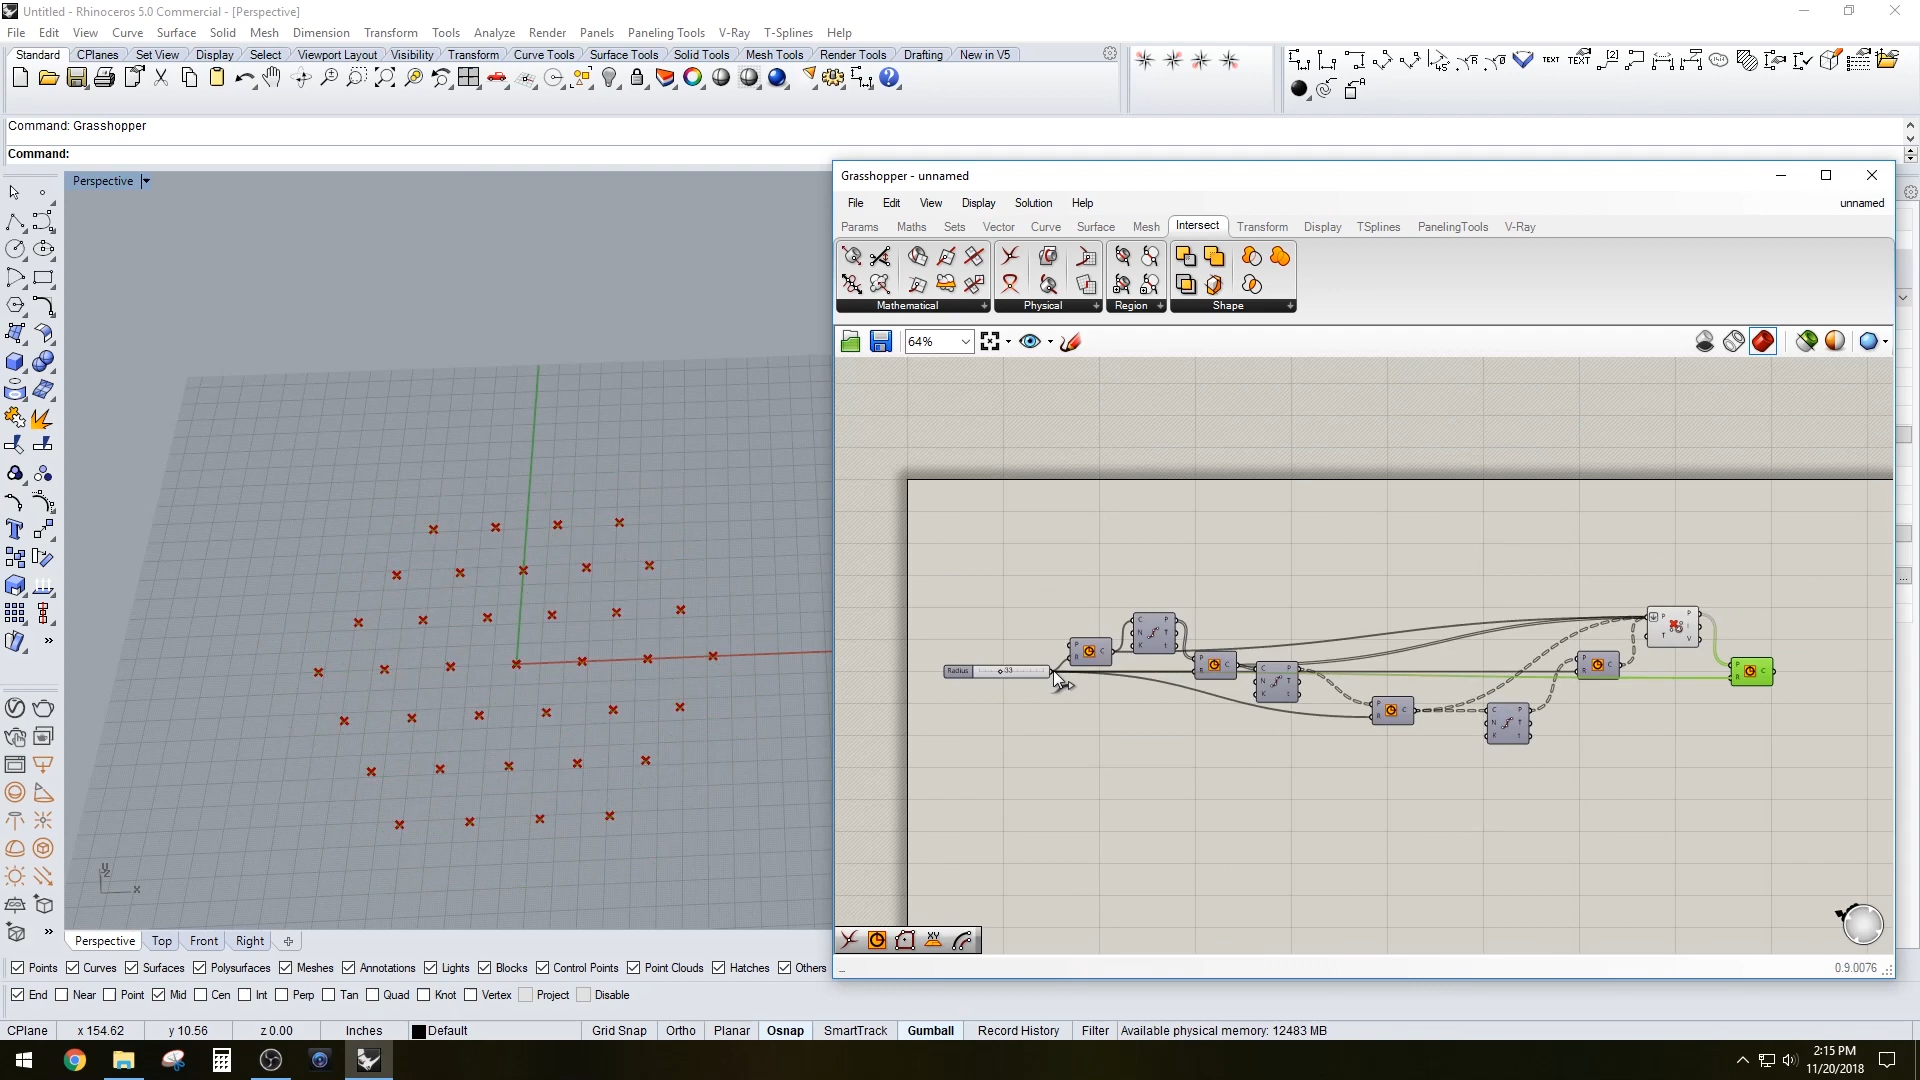 Untitled - Rhinoceros 5.0 Commercial - [Perspective]
File Edit View Curve Surface Solid Mesh Dimension Transform Tools Analyze Render Panels Paneling Tools V-Ray T-Splines Help
Standard CPlanes Set View Display Select Viewport Layout Visibility Transform Curve Tools Surface Tools Solid Tools Mesh Tools Render Tools Drafting New in V5
Command: Grasshopper
Command:
Perspective
Grasshopper - unnamed
File Edit View Display Solution Help unnamed
Params Maths Sets Vector Curve Surface Mesh Intersect Transform Display TSplines PanelingTools V-Ray
Mathematical Physical Region Shape
64%
Radius 33
0.9.0076
Perspective Top Front Right
Points Curves Surfaces Polysurfaces Meshes Annotations Lights Blocks Control Points Point Clouds Hatches Others
End Near Point Mid Cen Int Perp Tan Quad Knot Vertex Project Disable
CPlane x 154.62 y 10.56 z 0.00 Inches Default Grid Snap Ortho Planar Osnap SmartTrack Gumball Record History Filter Available physical memory: 12483 MB
2:15 PM
11/20/2018